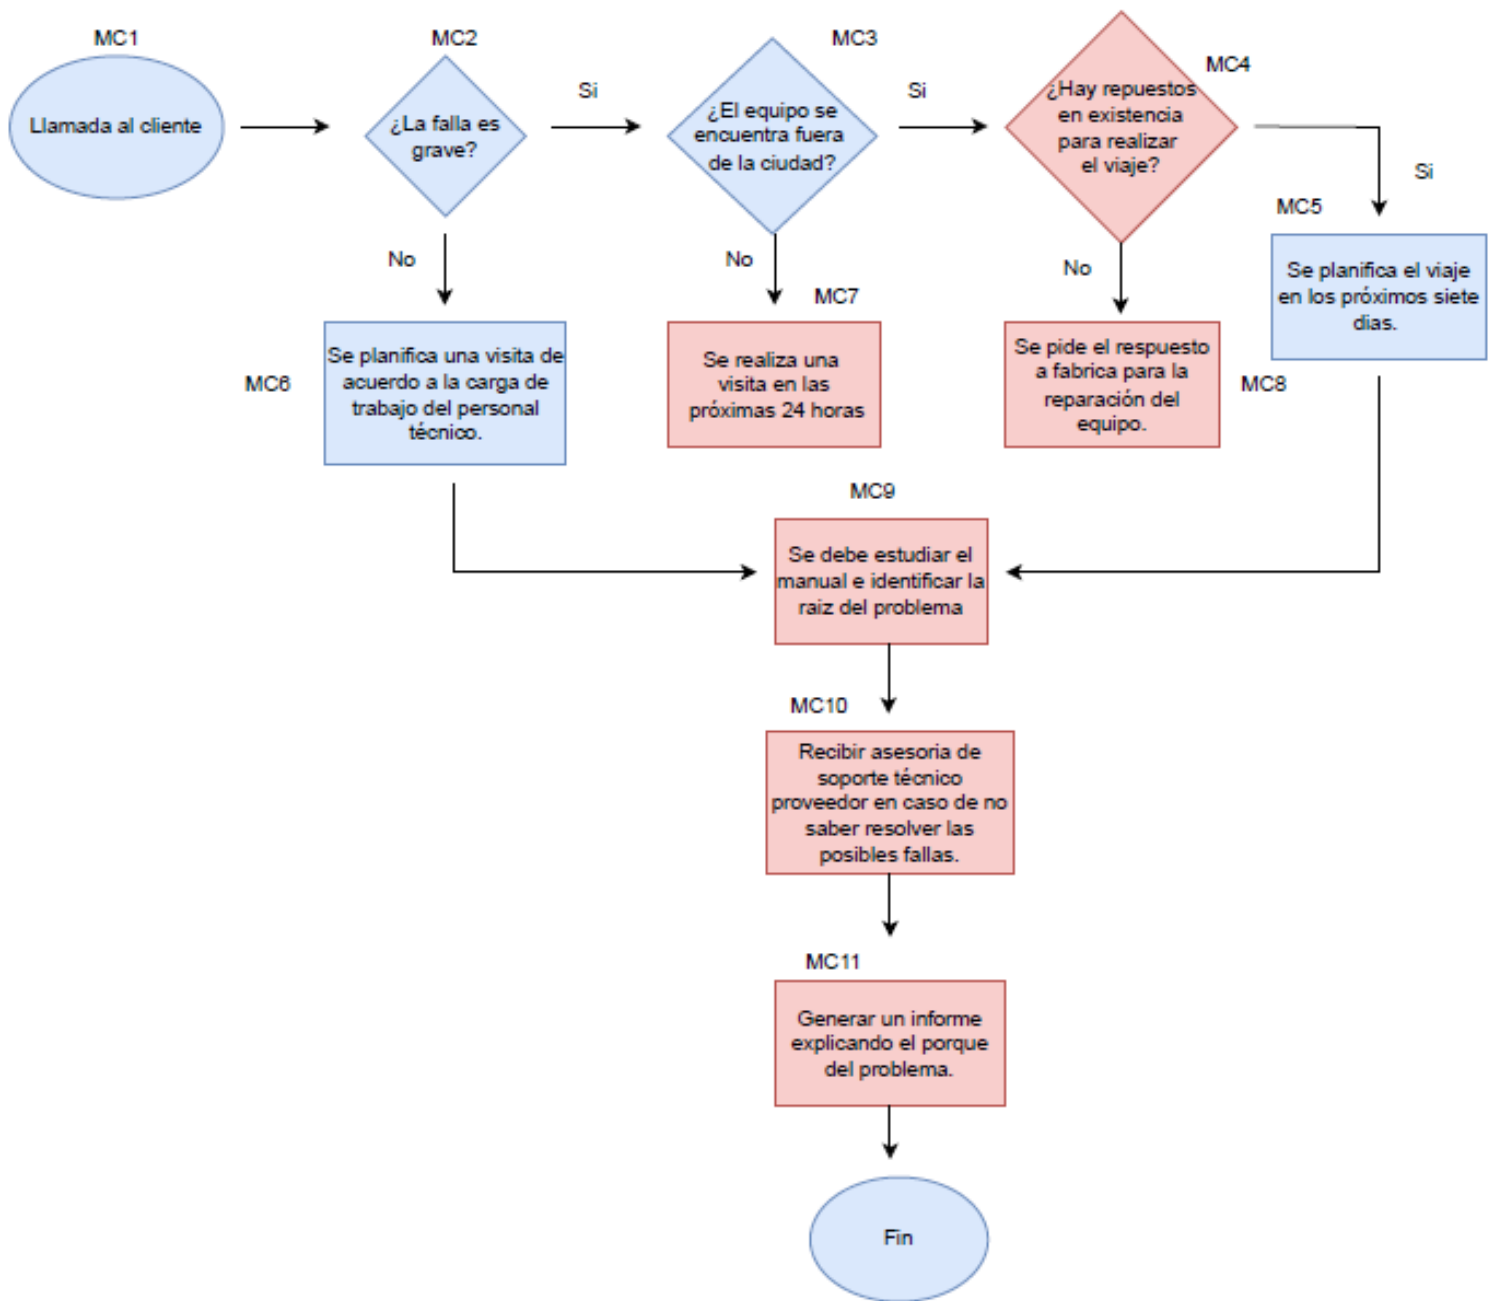 MC1
MC2
MC3
MC4
Llamada al cliente
¿La falla es
grave?
Si
¿El equipo se
encuentra fuera
de la ciudad?
Si
¿Hay repuestos
en existencia
para realizar
el viaje?
Si
No
No
No
MC5
Se planifica el viaje
en los próximos siete
dias.
MC6
Se planifica una visita de
acuerdo a la carga de
trabajo del personal
técnico.
MC7
Se realiza una
visita en las
próximas 24 horas
MC8
Se pide el respuesto
a fabrica para la
reparación del
equipo.
MC9
Se debe estudiar el
manual e identificar la
raiz del problema
MC10
Recibir asesoria de
soporte técnico
proveedor en caso de no
saber resolver las
posibles fallas.
MC11
Generar un informe
explicando el porque
del problema.
Fin